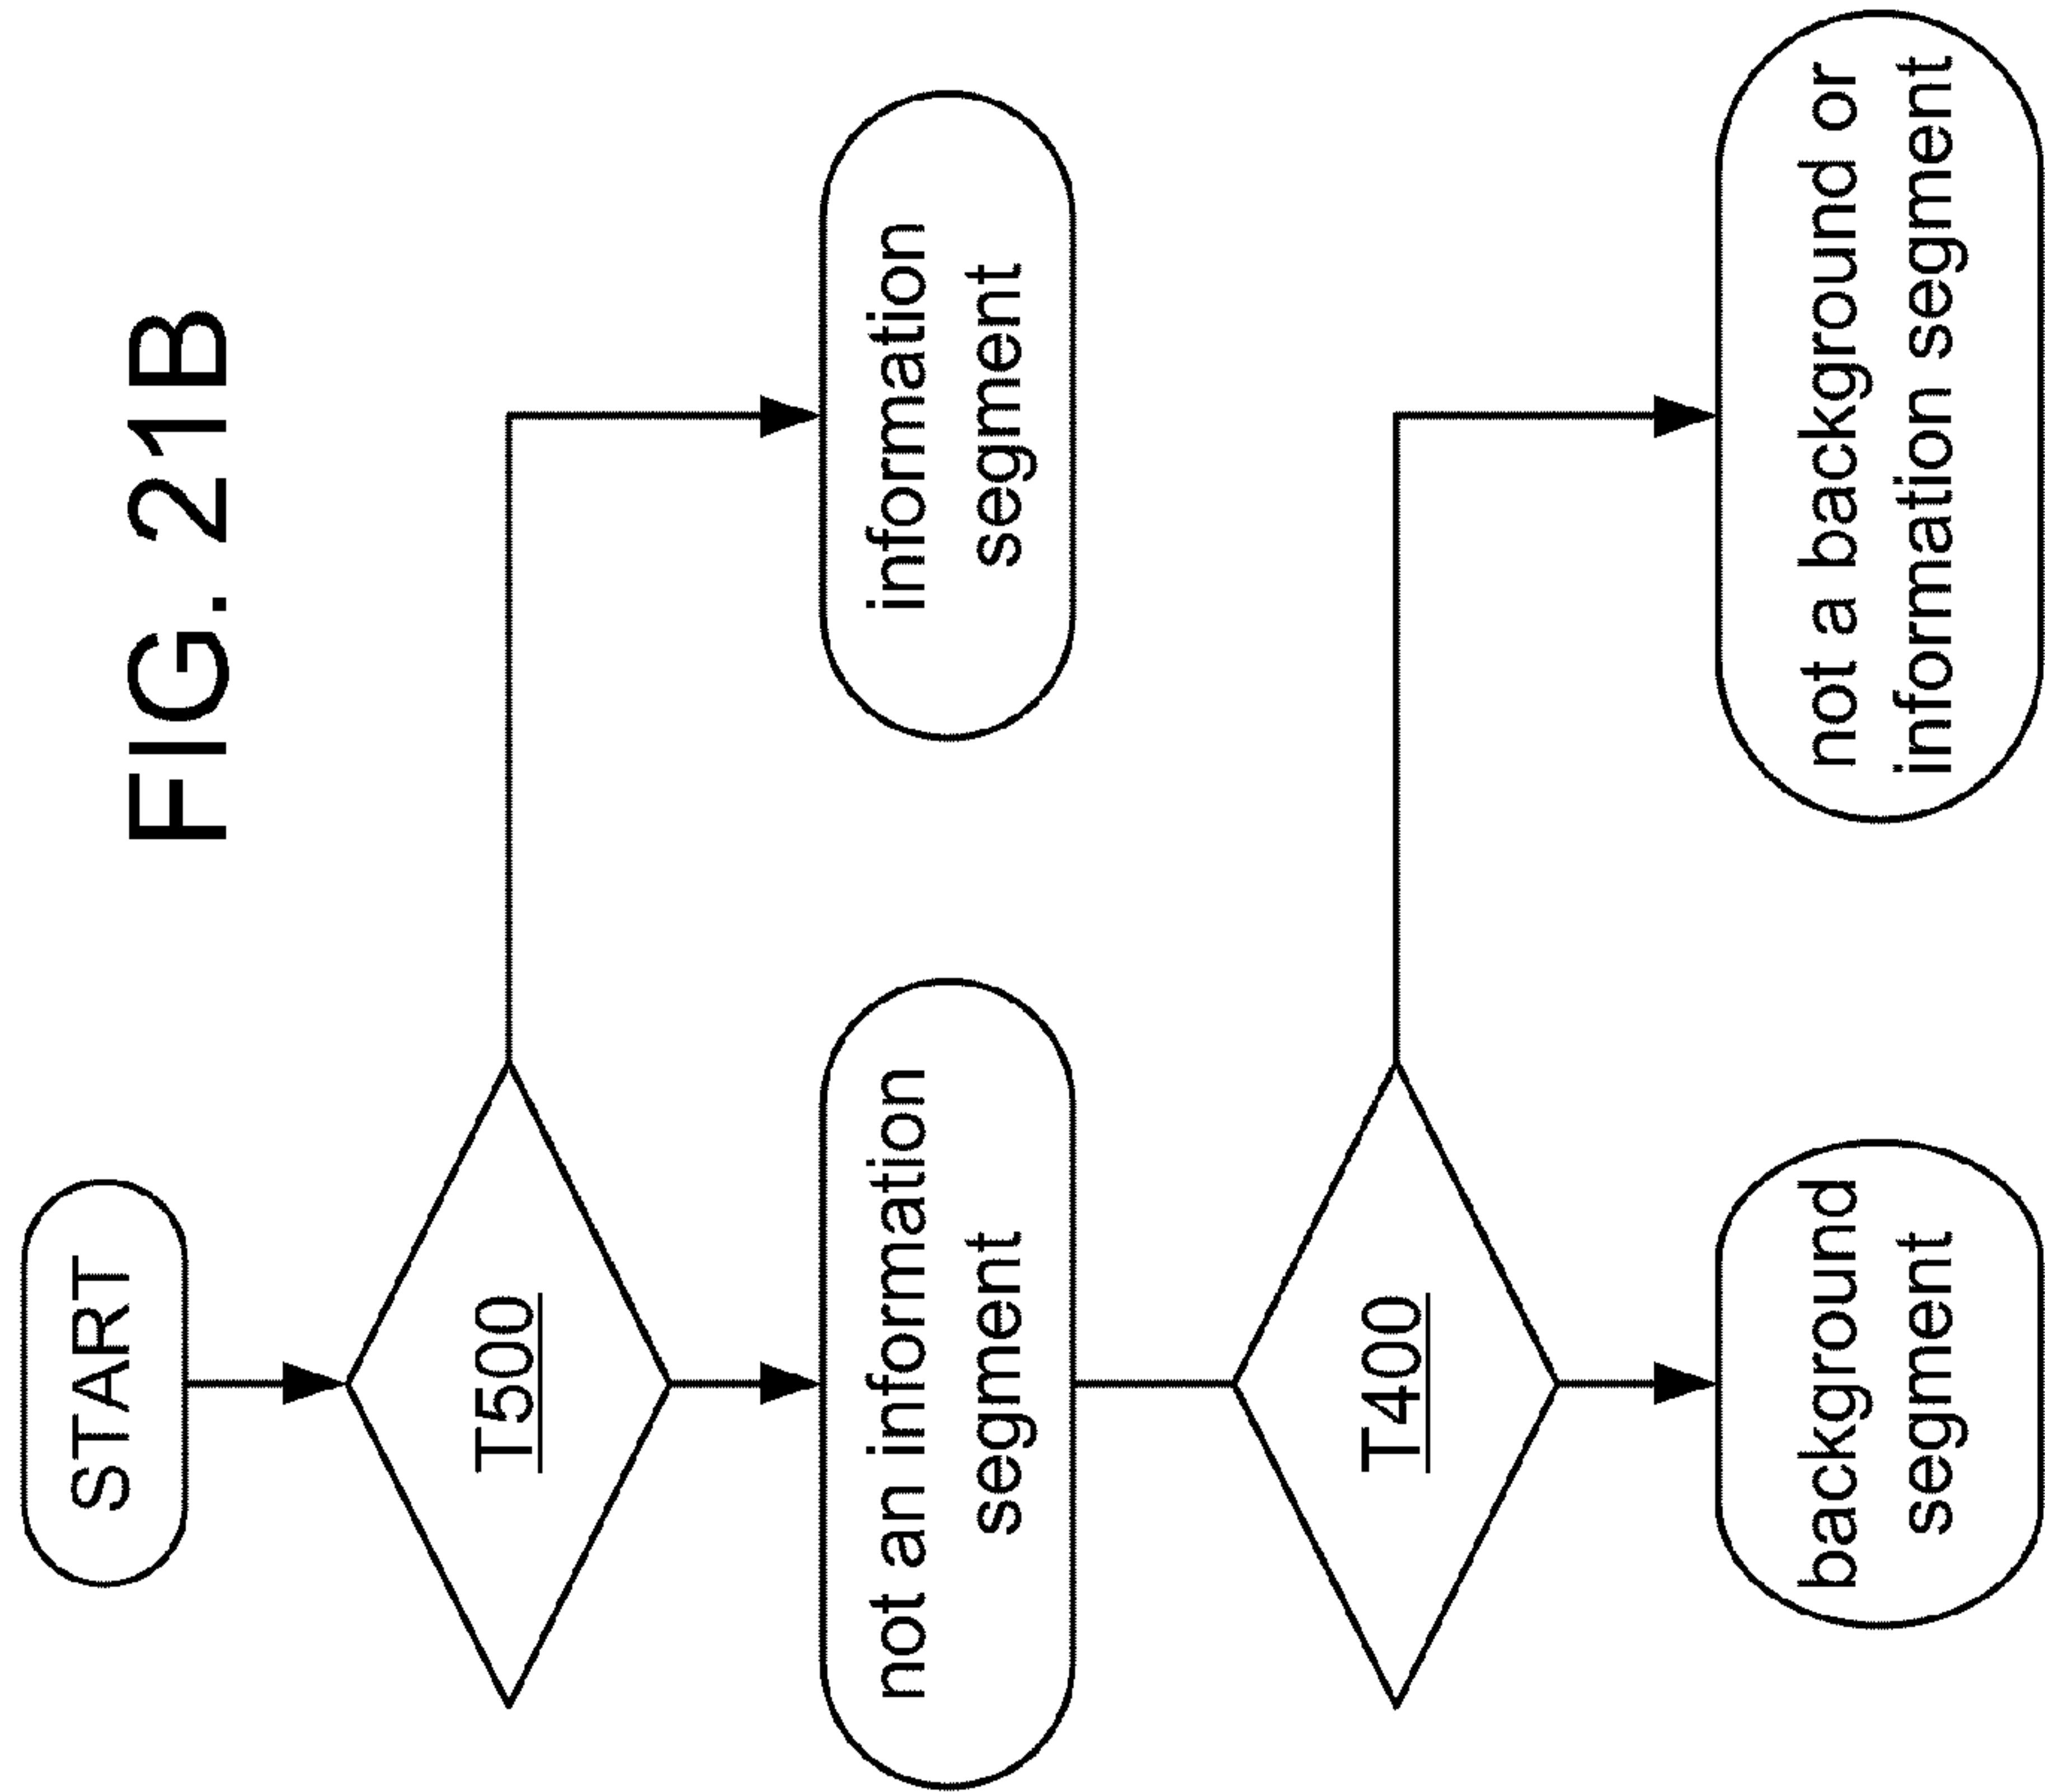 FIG. 21B
START
T500
not an information
segment
information
segment
T400
background
segment
not a background or
information segment